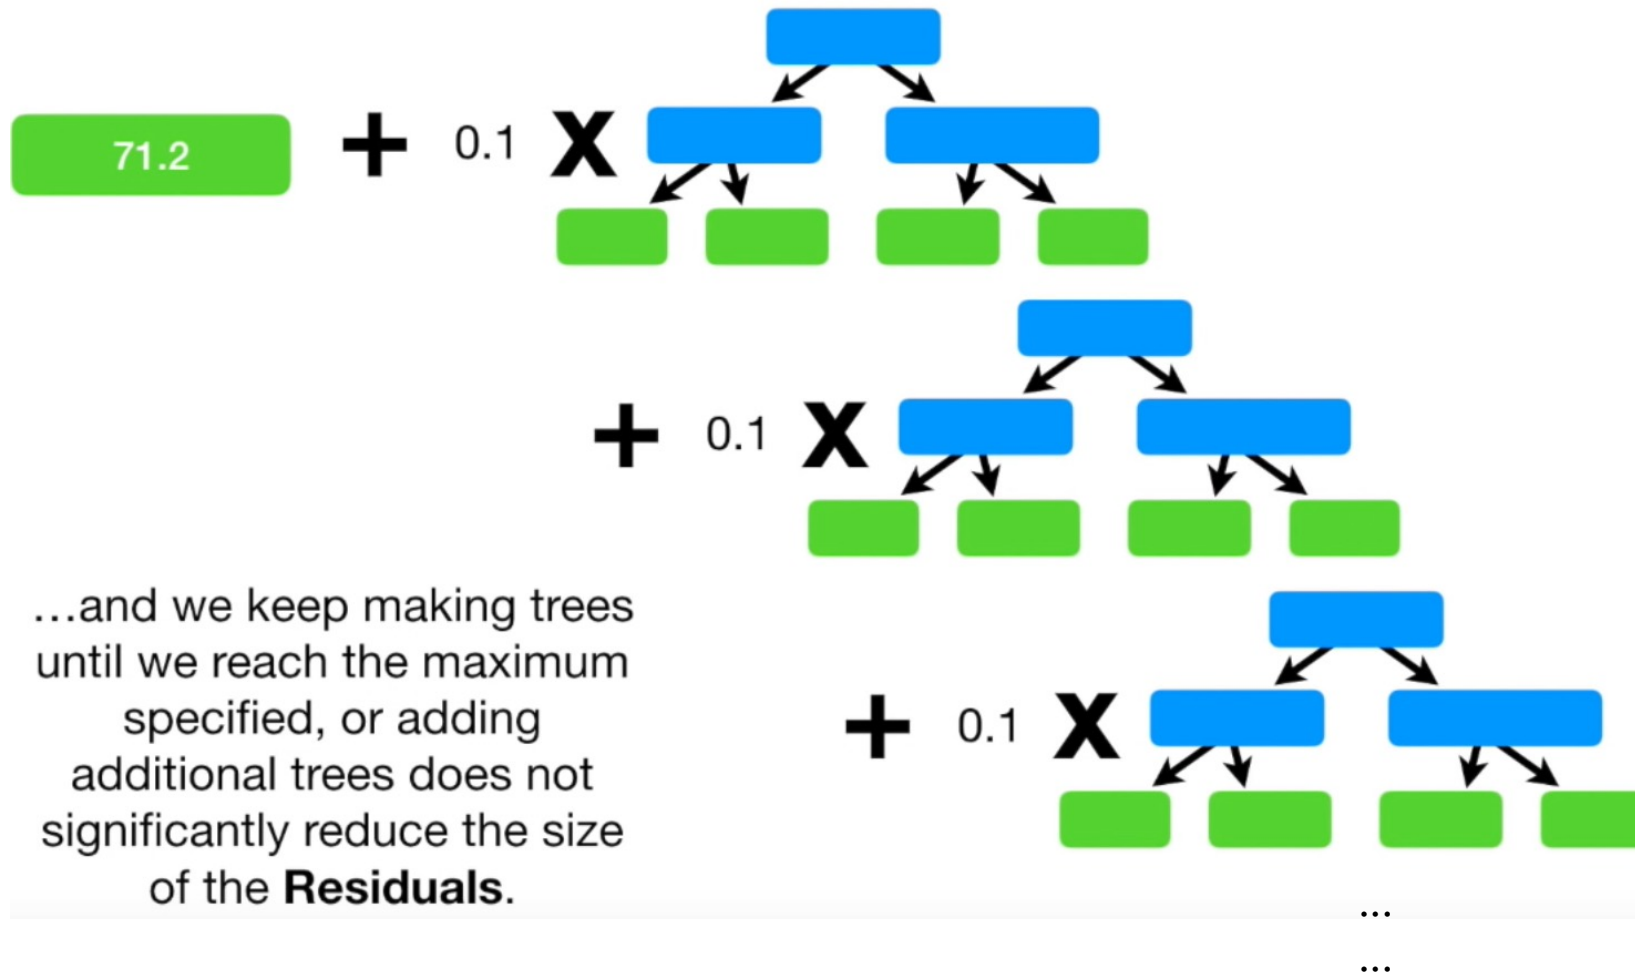 71.2
+ 0.1 X
+ 0.1 X
…and we keep making trees
until we reach the maximum
specified, or adding
additional trees does not
significantly reduce the size
of the Residuals.
+ 0.1 X
...
...